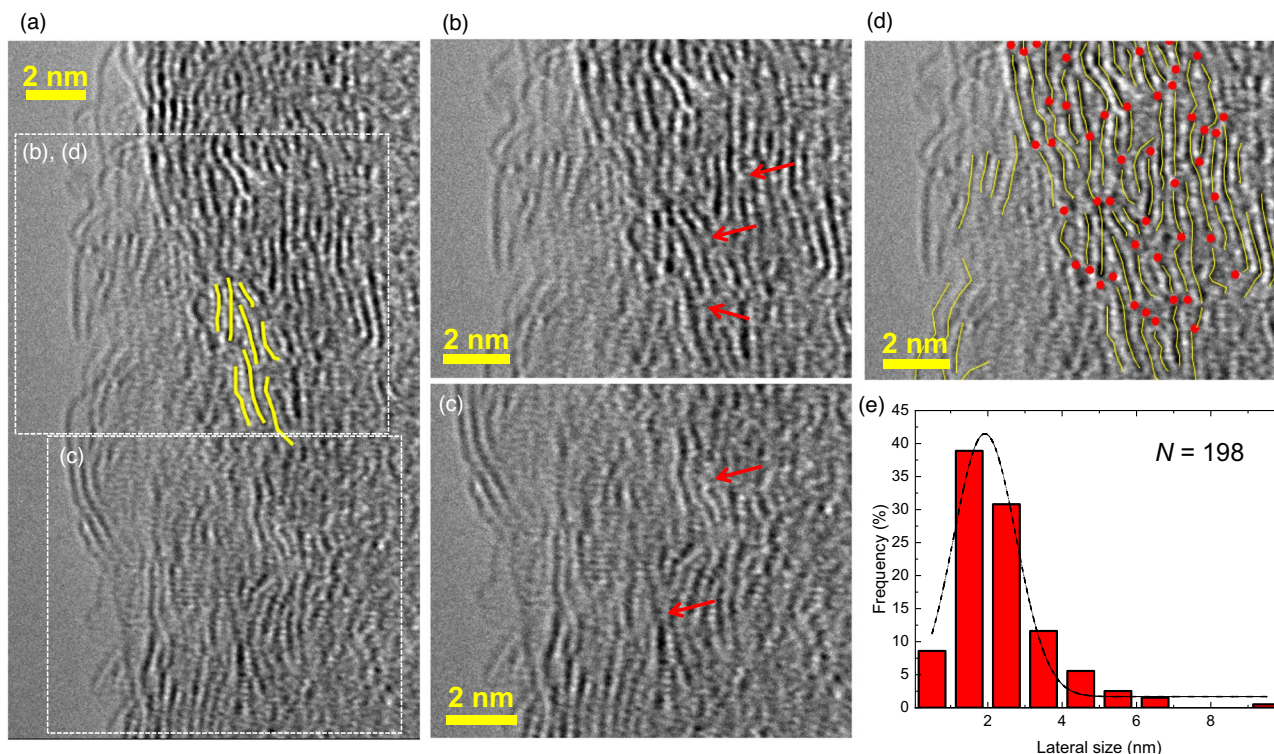 (a)
2 nm
(b), (d)
(c)
(b)
2 nm
(c)
2 nm
(d)
2 nm
(e)
N = 198
Frequency (%)
45
40
35
30
25
20
15
10
5
0
2
4
6
8
Lateral size (nm)